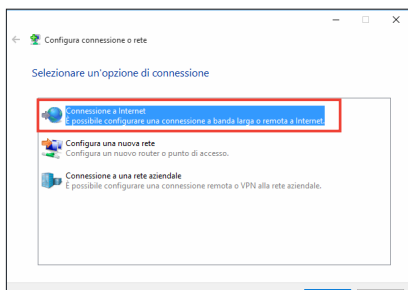 Configura connessione o rete
Selezionare un'opzione di connessione
Connessione a Internet
È possibile configurare una connessione a banda larga o remota a Internet.
Configura una nuova rete
Configura un nuovo router o punto di accesso.
Connessione a una rete aziendale
È possibile configurare una connessione remota o VPN alla rete aziendale.